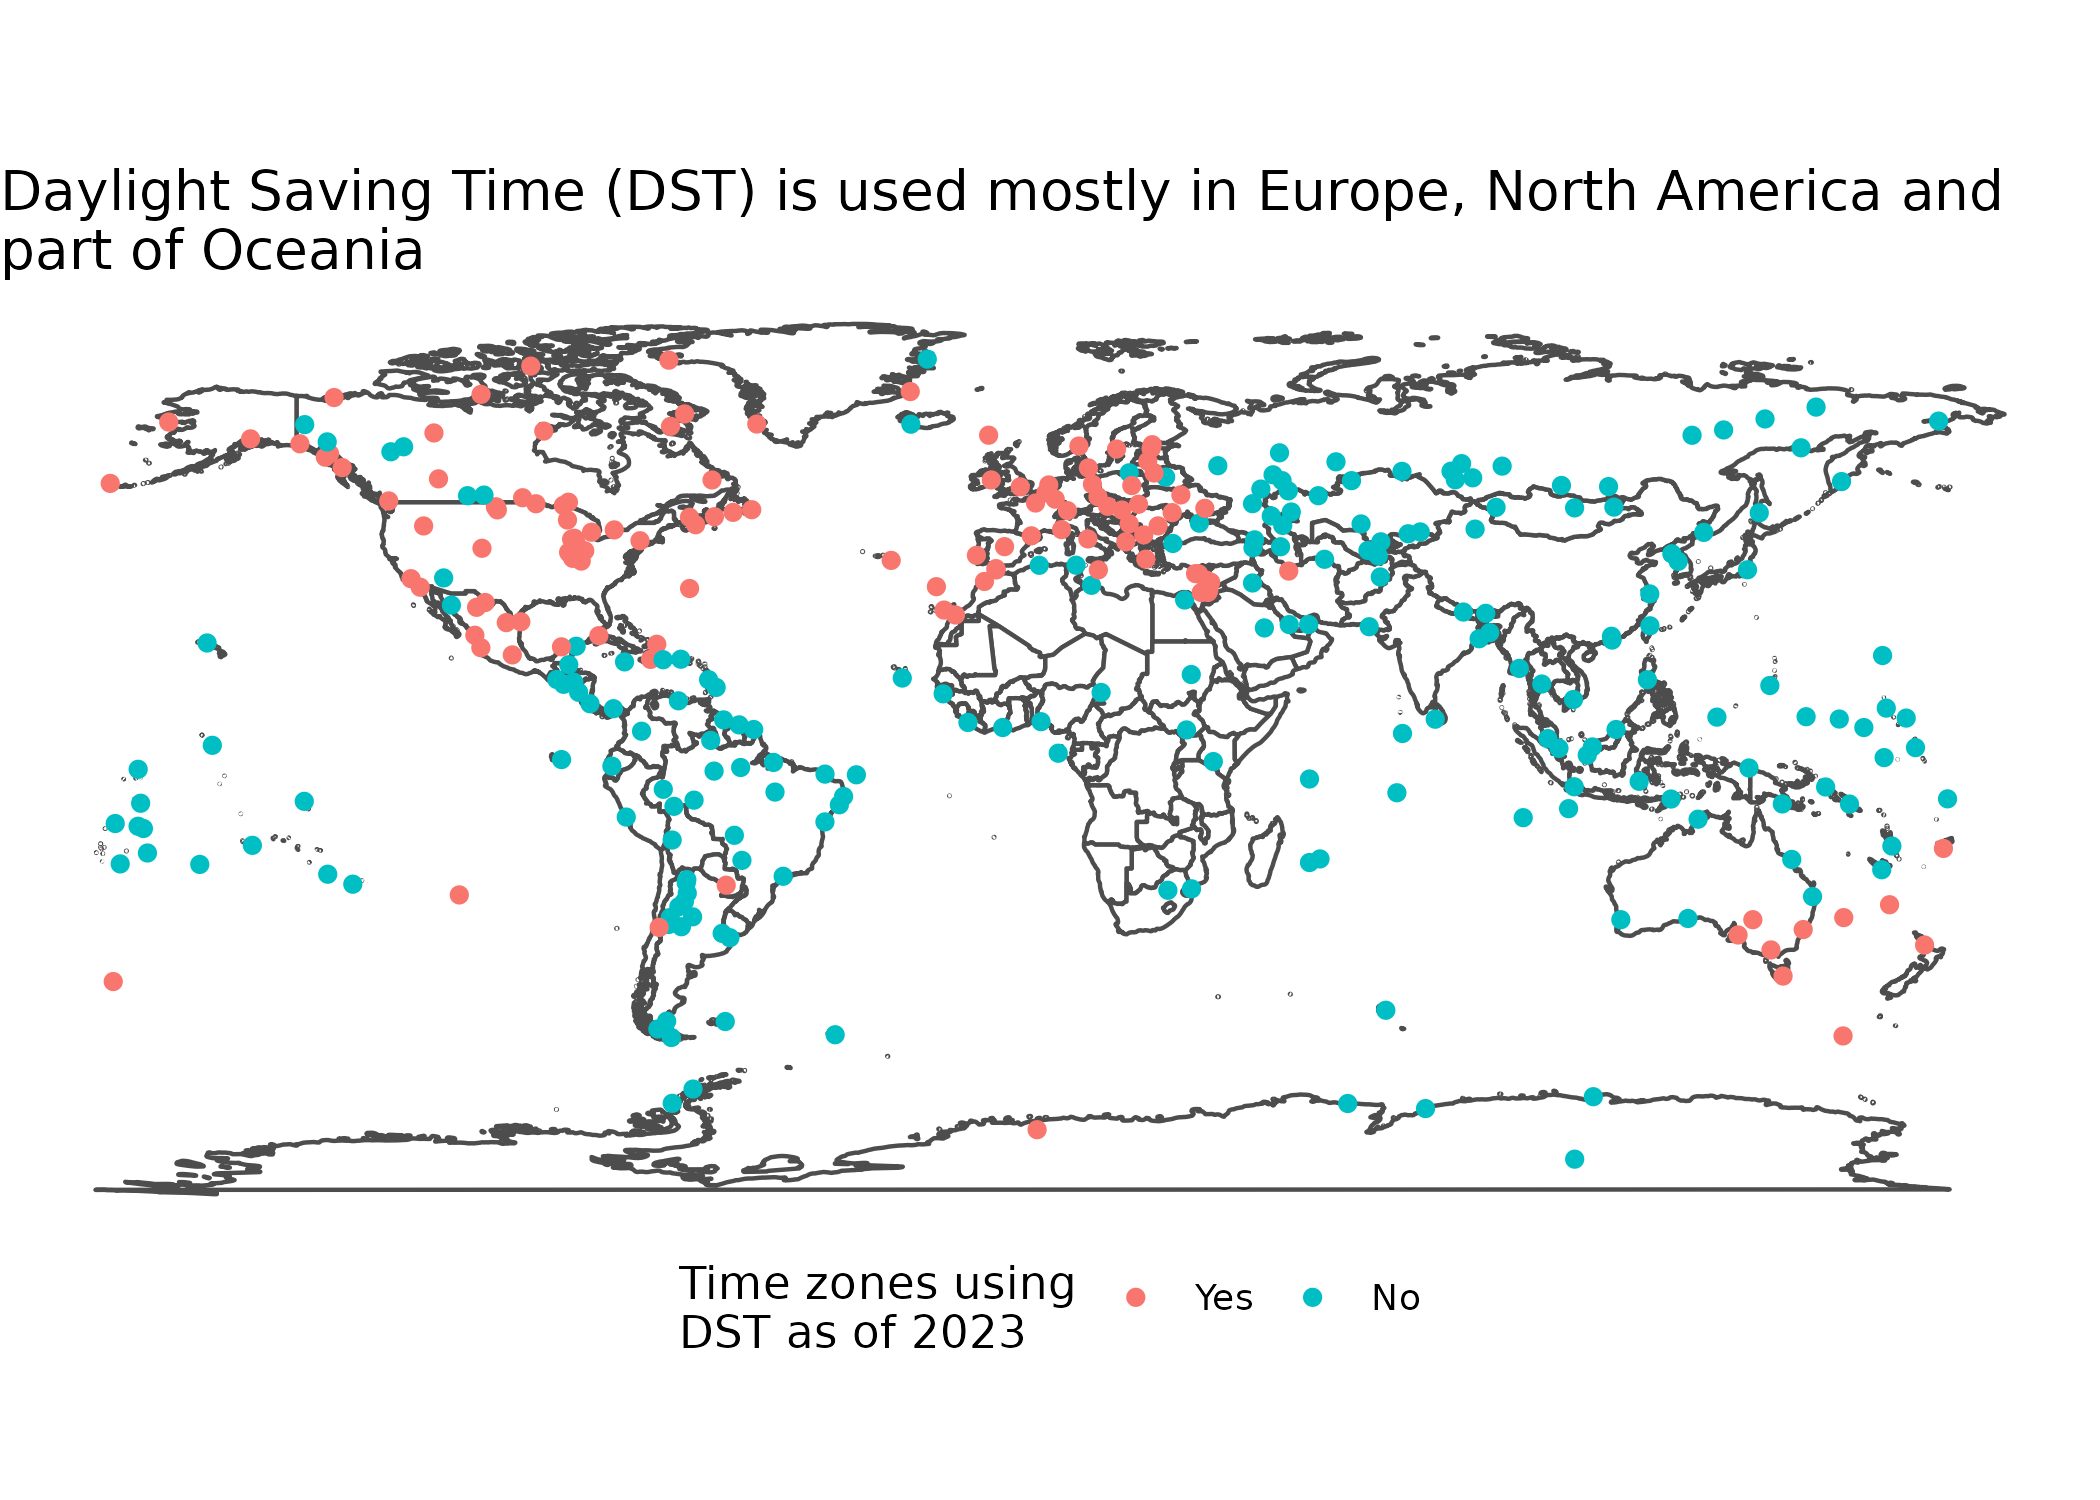 Daylight Saving Time (DST) is used mostly in Europe, North America and
part of Oceania
Time zones using
DST as of 2023
Yes
No